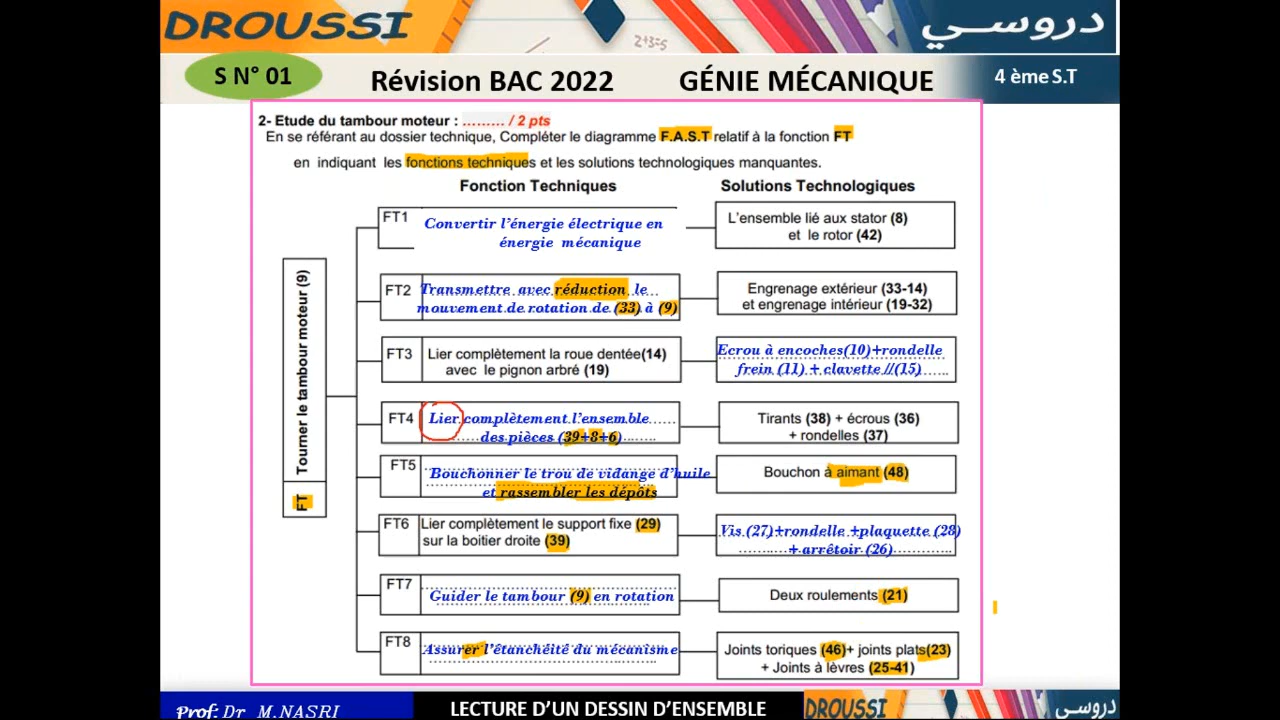 DROUSSI
2+3=5
دروسي
S N° 01
Révision BAC 2022
GÉNIE MÉCANIQUE
4 ème S.T
2- Etude du tambour moteur : ......... / 2 pts
En se référant au dossier technique, Compléter le diagramme F.A.S.T relatif à la fonction FT
en indiquant les fonctions techniques et les solutions technologiques manquantes.
Fonction Techniques
Solutions Technologiques
FT
Tourner le tambour moteur (9)
FT1
Convertir l'énergie électrique en
énergie mécanique
L'ensemble lié aux stator (8)
et le rotor (42)
FT2
Transmettre avec réduction le
mouvement de rotation de (33) à (9)
Engrenage extérieur (33-14)
et engrenage intérieur (19-32)
FT3
Lier complètement la roue dentée(14)
avec le pignon arbré (19)
Ecrou à encoches(10)+rondelle
frein (11) + clavette //(15)
FT4
Lier complètement l'ensemble
des pièces (39+8+6)
Tirants (38) + écrous (36)
+ rondelles (37)
FT5
Bouchonner le trou de vidange d'huile
et rassembler les dépôts
Bouchon à aimant (48)
FT6
Lier complètement le support fixe (29)
sur la boitier droite (39)
Vis (27)+rondelle +plaquette (28)
+ arrêtoir (26)
FT7
Guider le tambour (9) en rotation
Deux roulements (21)
FT8
Assurer l'étanchéité du mécanisme
Joints toriques (46)+ joints plats(23)
+ Joints à lèvres (25-41)
Prof: Dr M.NASRI
LECTURE D'UN DESSIN D'ENSEMBLE
DROUSSI
دروسي